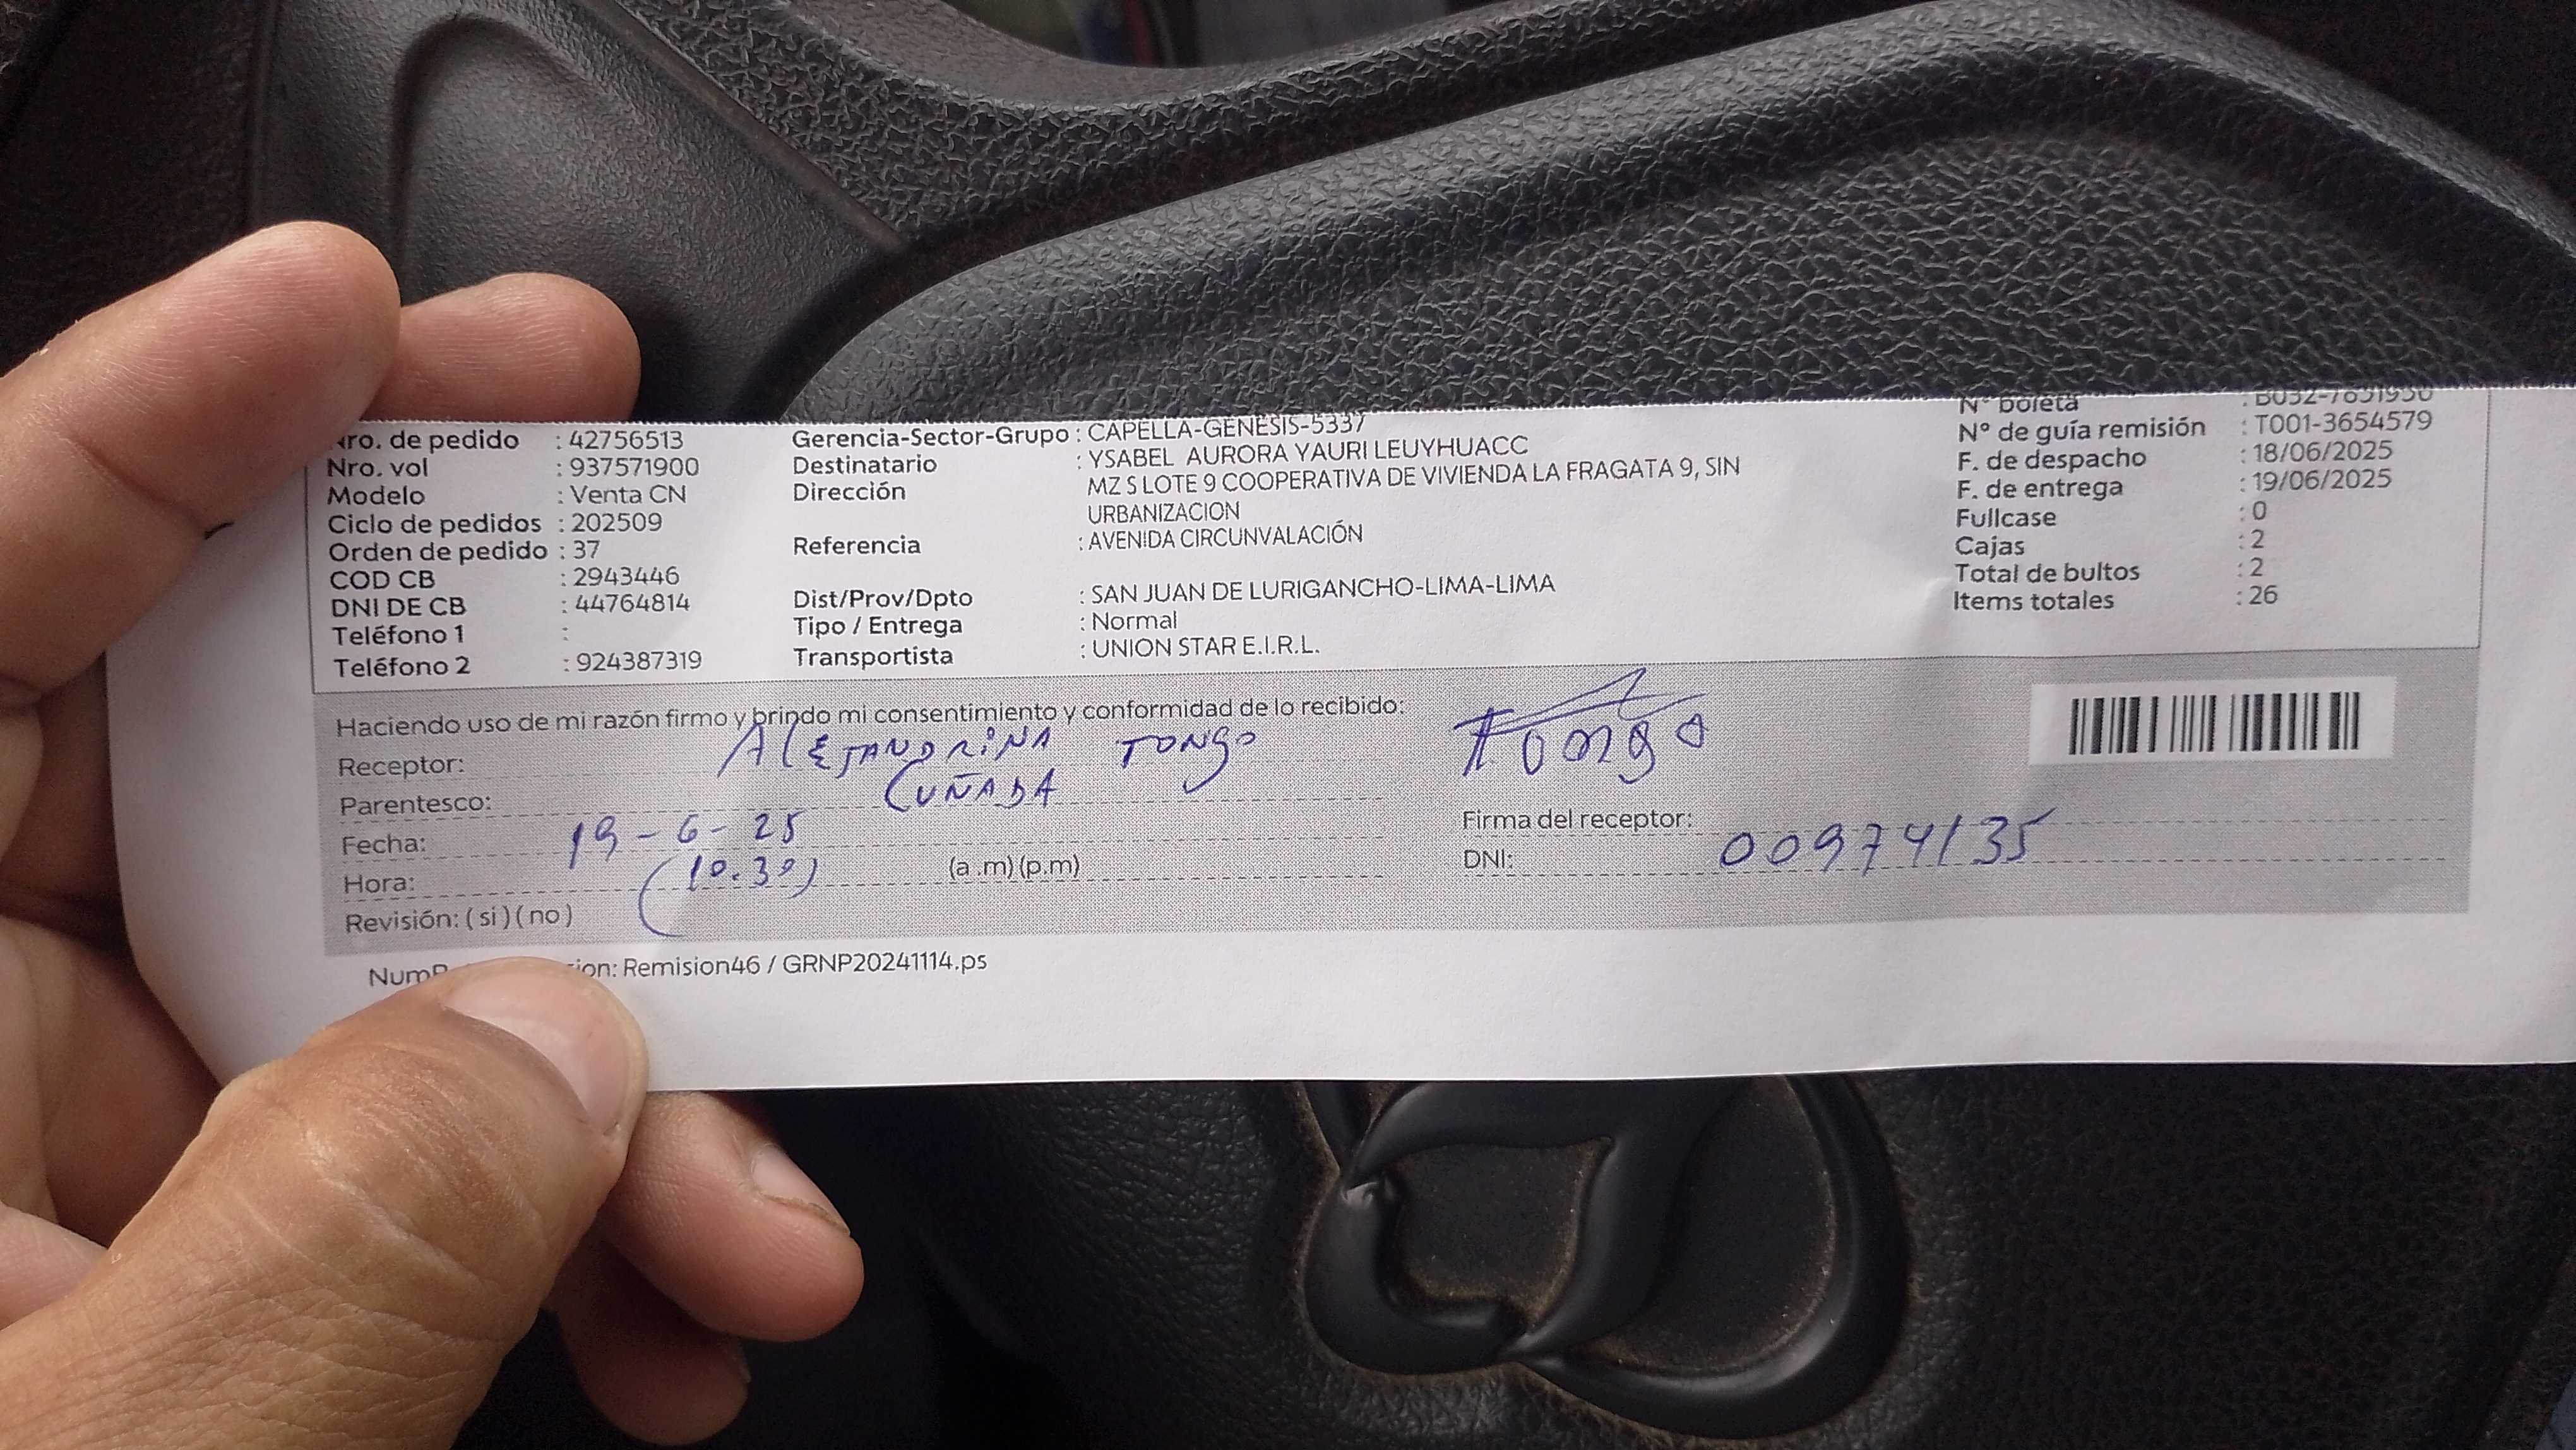 Nro. de pedido : 42756513
Nro. vol : 937571900
Modelo : Venta CN
Ciclo de pedidos : 202509
Orden de pedido : 37
COD CB : 2943446
DNI DE CB : 44764814
Teléfono 1 :
Teléfono 2 : 924387319
Gerencia-Sector-Grupo : CAPELLA-GENESIS-5337
Destinatario : YSABEL AURORA YAURI LEUYHUACC
Dirección MZ S LOTE 9 COOPERATIVA DE VIVIENDA LA FRAGATA 9, SIN
URBANIZACION
Referencia : AVENIDA CIRCUNVALACIÓN
Dist/Prov/Dpto : SAN JUAN DE LURIGANCHO-LIMA-LIMA
Tipo / Entrega : Normal
Transportista : UNION STAR E.I.R.L.
N° boleta
N° de guía remisión : T001-3654579
F. de despacho : 18/06/2025
F. de entrega : 19/06/2025
Fullcase : 0
Cajas : 2
Total de bultos : 2
Items totales : 26
Haciendo uso de mi razón firmo y brindo mi consentimiento y conformidad de lo recibido:
Receptor: ALEJANDRINA TONGO
Parentesco: CUÑADA
Fecha: 19-6-25
Hora: (10.30) (a .m) (p.m)
Revisión: ( si ) ( no )
Tongo
Firma del receptor:
DNI: 00974135
Remision46 / GRNP20241114.ps